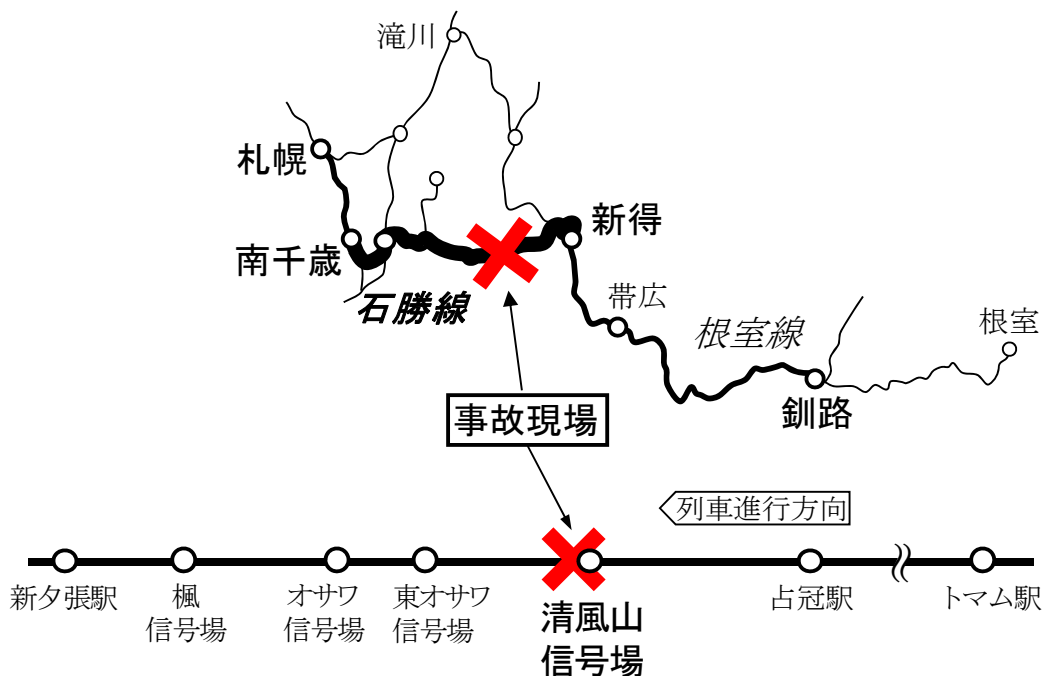 滝川
札幌
新得
南千歳
石勝線
帯広
根室線
根室
釧路
事故現場
列車進行方向
新夕張駅
楓
信号場
オサワ
信号場
東オサワ
信号場
清風山
信号場
占冠駅
トマム駅